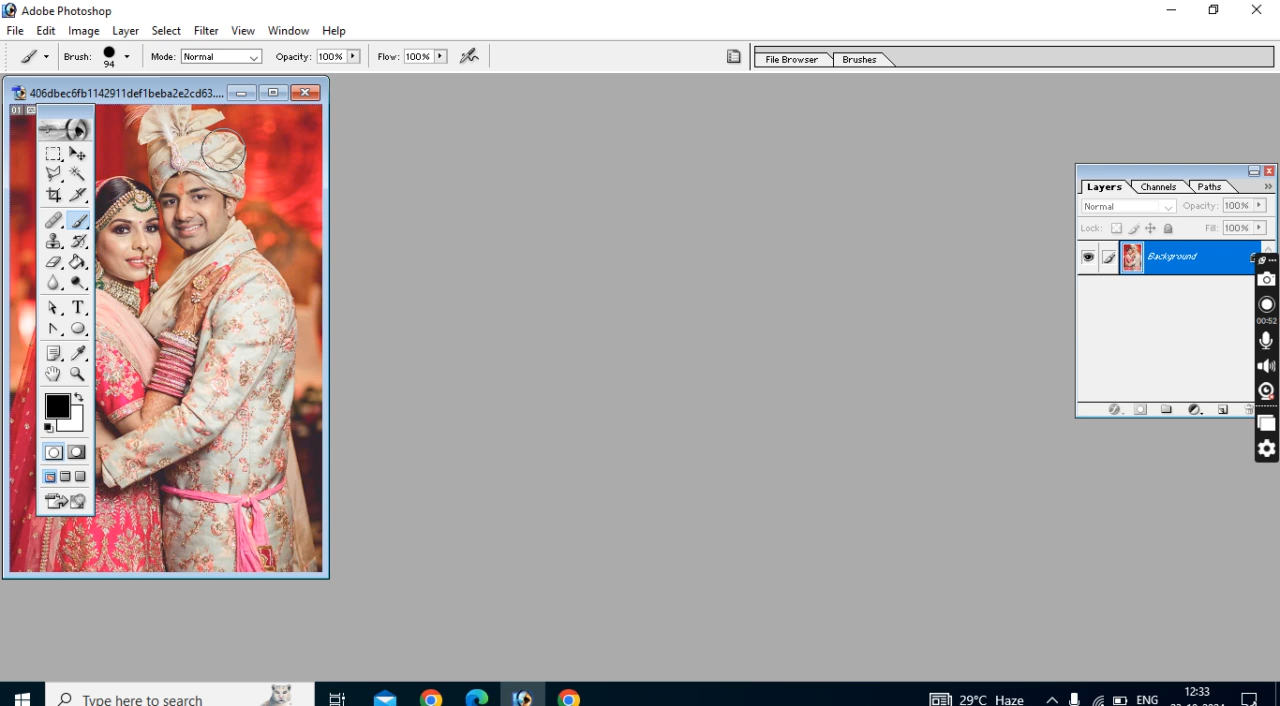 Adobe Photoshop
File Edit Image Layer Select Filter View Window Help
Brush: 94 Mode: Normal Opacity: 100% Flow: 100% File Browser Brushes
406dbec6fb1142911def1beba2e2cd63....
01
Layers Channels Paths
Normal Opacity: 100%
Lock: Fill: 100%
Background
00:52
T
Type here to search
29°C Haze ENG 12:33